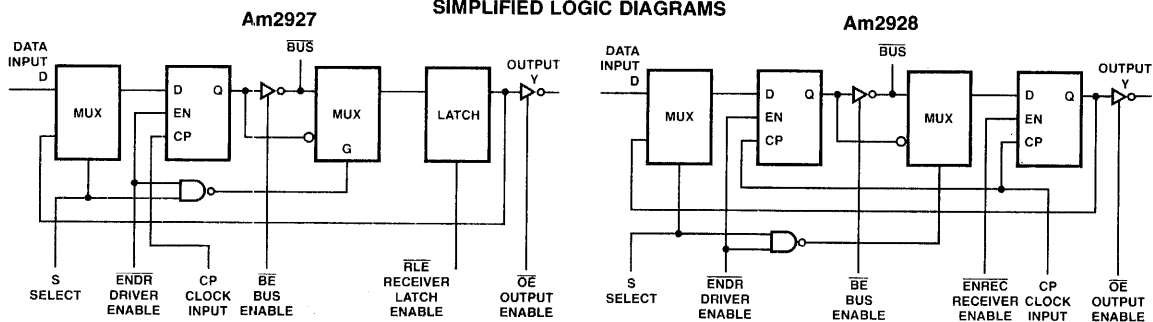 SIMPLIFIED LOGIC DIAGRAMS
Am2927
DATA
INPUT
D
MUX
D
EN
CP
Q
BUS
MUX
G
LATCH
OUTPUT
Y
S
SELECT
ENDR
DRIVER
ENABLE
CP
CLOCK
INPUT
BE
BUS
ENABLE
RLE
RECEIVER
LATCH
ENABLE
OE
OUTPUT
ENABLE
Am2928
DATA
INPUT
D
MUX
D
EN
CP
Q
BUS
MUX
D
EN
CP
Q
OUTPUT
Y
S
SELECT
ENDR
DRIVER
ENABLE
BE
BUS
ENABLE
ENREC
RECEIVER
ENABLE
CP
CLOCK
INPUT
OE
OUTPUT
ENABLE